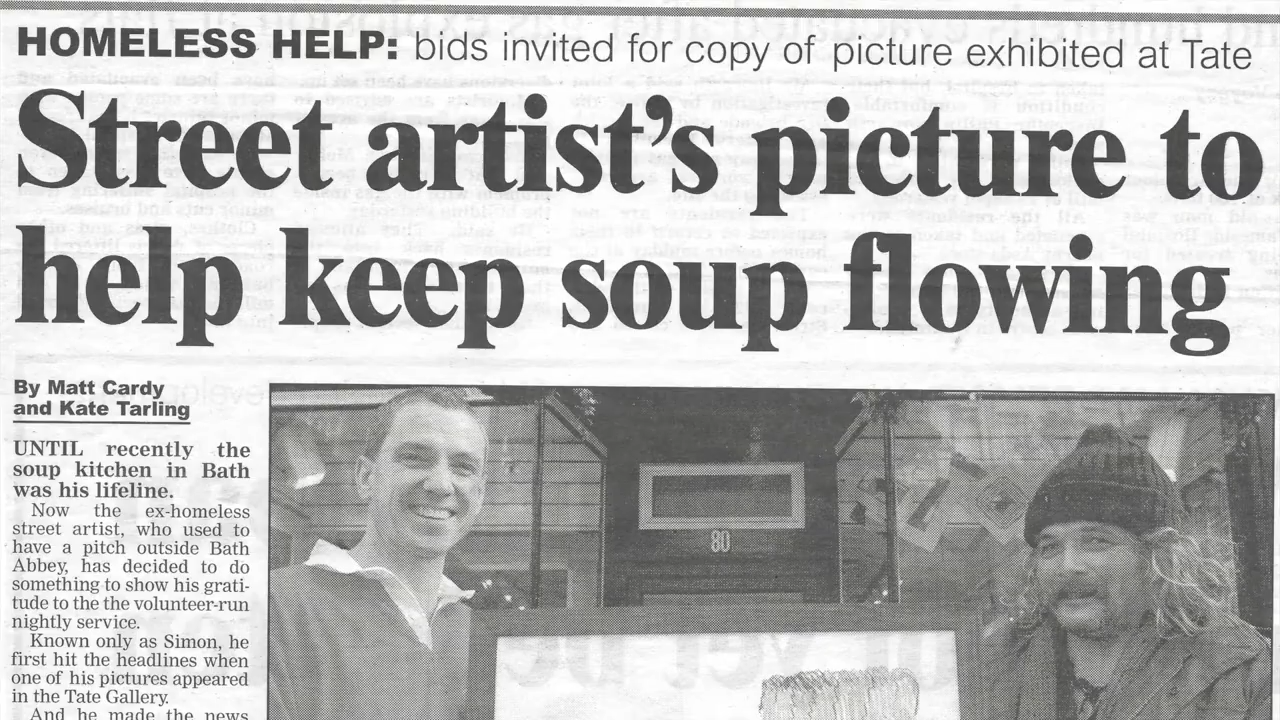 HOMELESS HELP: bids invited for copy of picture exhibited at Tate
Street artist's picture to
help keep soup flowing
By Matt Cardy
and Kate Tarling
UNTIL recently the
soup kitchen in Bath
was his lifeline.
Now the ex-homeless
street artist, who used to
have a pitch outside Bath
Abbey, has decided to do
something to show his grati-
tude to the the volunteer-run
nightly service.
Known only as Simon, he
first hit the headlines when
one of his pictures appeared
in the Tate Gallery.
And he made the news
80